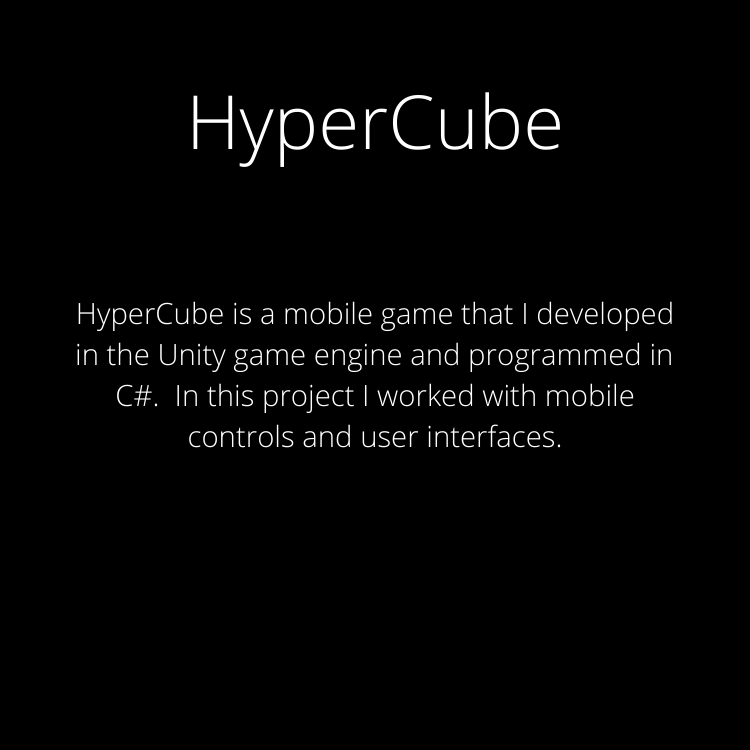 HyperCube
HyperCube is a mobile game that I developed
in the Unity game engine and programmed in
C#.  In this project I worked with mobile
controls and user interfaces.